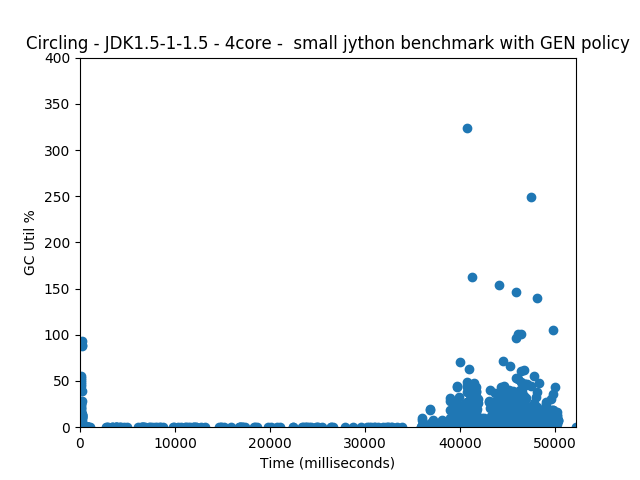 Circling - JDK1.5-1-1.5 - 4core -  small jython benchmark with GEN policy
400
350
300
250
200
150
100
50
0
GC Util %
0 10000 20000 30000 40000 50000
Time (milliseconds)